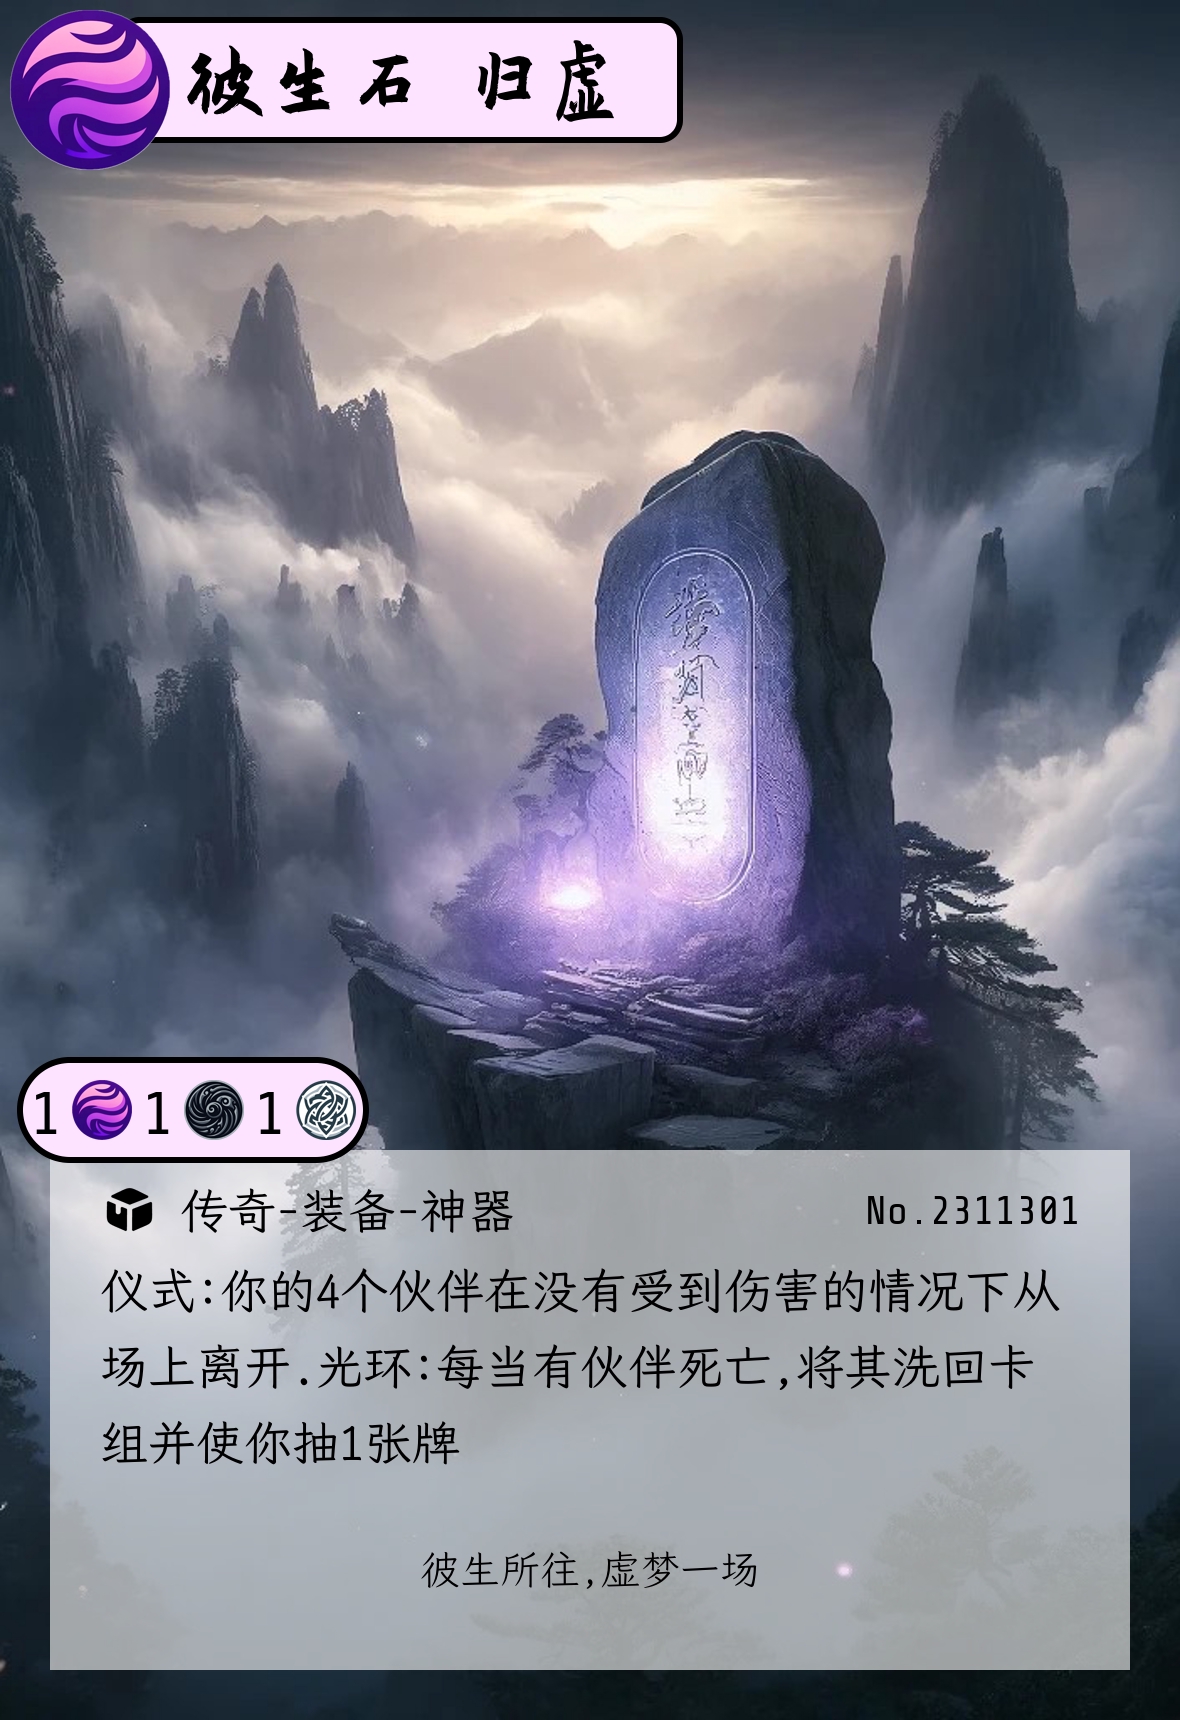 彼生石 归虚
1 1 1
传奇-装备-神器
No.2311301
仪式:你的4个伙伴在没有受到伤害的情况下从
场上离开.光环:每当有伙伴死亡,将其洗回卡
组并使你抽1张牌
彼生所往,虚梦一场